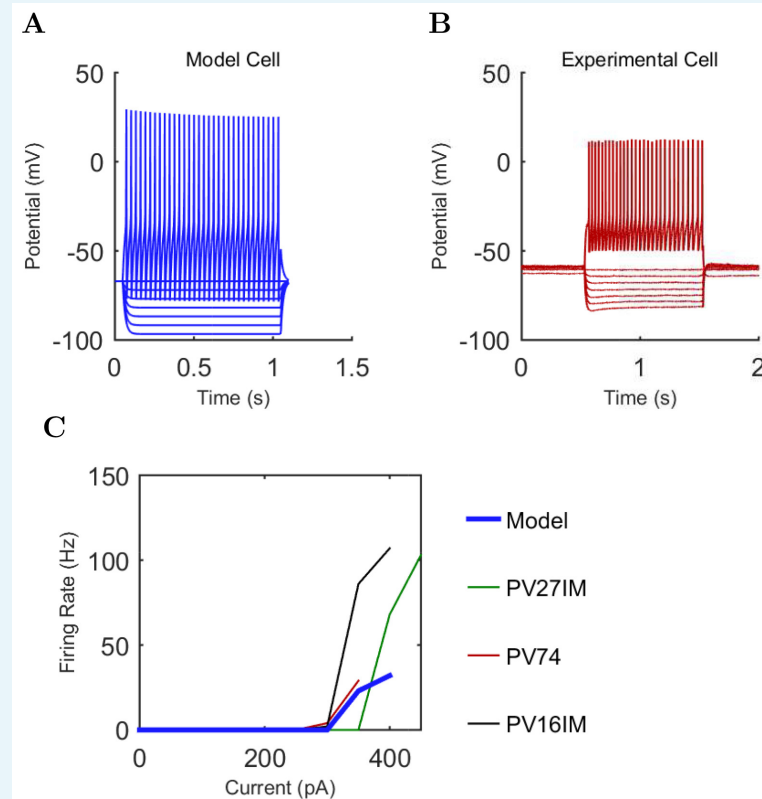 A
Model Cell
50
0
-50
-100
Potential (mV)
0
0.5
1
1.5
Time (s)
B
Experimental Cell
50
0
-50
-100
Potential (mV)
0
1
2
Time (s)
C
150
100
50
0
Firing Rate (Hz)
0
200
400
Current (pA)
Model
PV27IM
PV74
PV16IM